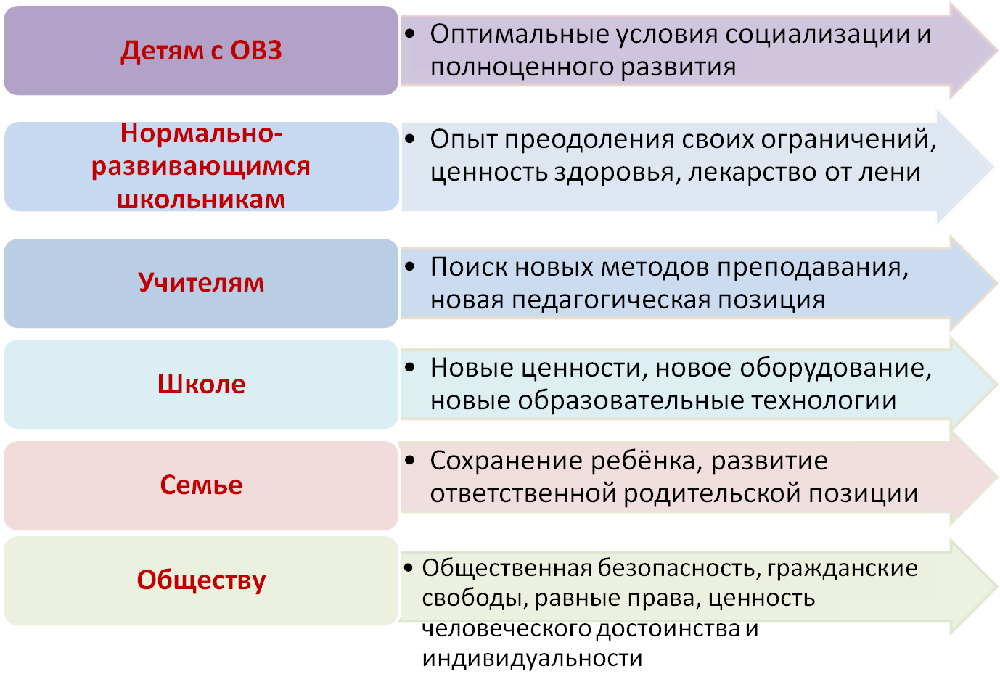 Детям с ОВЗ
• Оптимальные условия социализации и
полноценного развития
Нормально-
развивающимся
школьникам
• Опыт преодоления своих ограничений,
ценность здоровья, лекарство от лени
Учителям
• Поиск новых методов преподавания,
новая педагогическая позиция
Школе
• Новые ценности, новое оборудование,
новые образовательные технологии
Семье
• Сохранение ребёнка, развитие
ответственной родительской позиции
Обществу
• Общественная безопасность, гражданские
свободы, равные права, ценность
человеческого достоинства и
индивидуальности